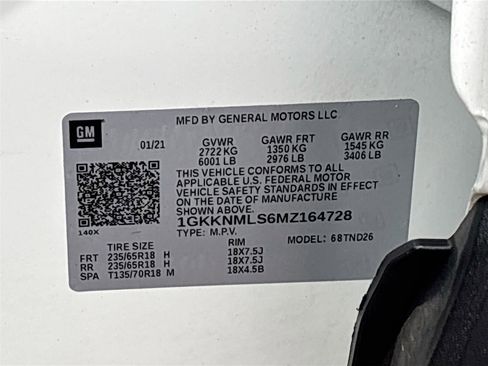 MFD BY GENERAL MOTORS LLC
GM
01/21 GVWR GAWR FRT GAWR RR
2722 KG 1350 KG 1545 KG
6001 LB 2976 LB 3406 LB
THIS VEHICLE CONFORMS TO ALL
APPLICABLE U.S. FEDERAL MOTOR
VEHICLE SAFETY STANDARDS IN EFFECT
ON THE DATE OF MANUFACTURE
SHOWN ABOVE.
1GKKNMLS6MZ164728
140X TYPE: M.P.V. MODEL: 68TND26
TIRE SIZE RIM
FRT 235/65R18 H 18X7.5J
RR 235/65R18 H 18X7.5J
SPA T135/70R18 M 18X4.5B